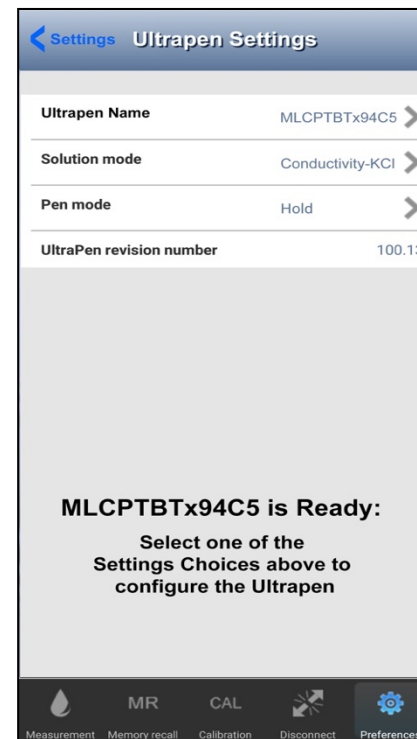 Settings Ultrapen Settings
Ultrapen Name MLCPTBTx94C5
Solution mode Conductivity-KCl
Pen mode Hold
UltraPen revision number 100.13
MLCPTBTx94C5 is Ready:
Select one of the
Settings Choices above to
configure the Ultrapen
MR CAL
Measurement Memory recall Calibration Disconnect Preferences